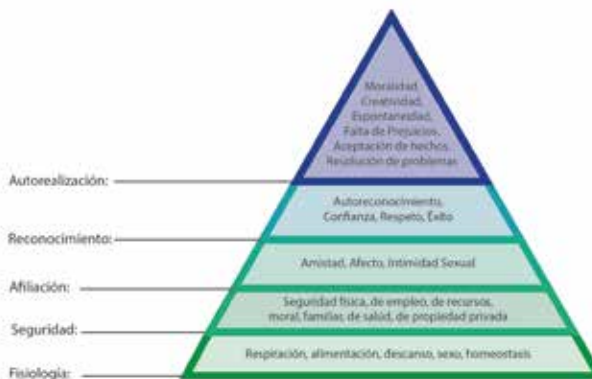 Moralidad,
Creatividad,
Espontaneidad,
Falta de Prejuicios,
Aceptación de hechos,
Resolución de problemas
Autorealización:
Autoreconocimiento,
Confianza, Respeto, Éxito
Reconocimiento:
Amistad, Afecto, Intimidad Sexual
Afiliación:
Seguridad física, de empleo, de recursos,
moral, familiar, de salud, de propiedad privada
Seguridad:
Respiración, alimentación, descanso, sexo, homeostasis
Fisiología: